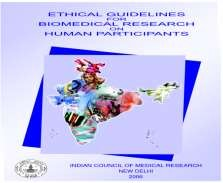 ETHICAL GUIDELINES
FOR
BIOMEDICAL RESEARCH
ON
HUMAN PARTICIPANTS
INDIAN COUNCIL OF MEDICAL RESEARCH
NEW DELHI
2006